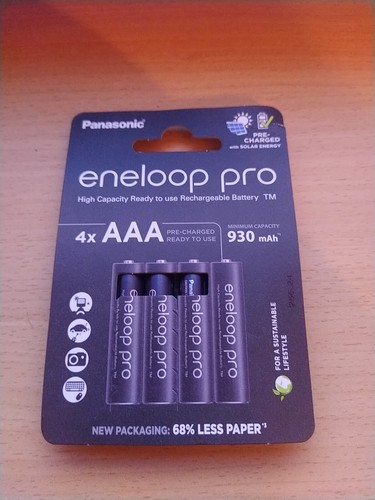 Panasonic
PRE-
CHARGED
with SOLAR ENERGY
eneloop pro
High Capacity Ready to use Rechargeable Battery TM
4x AAA PRE-CHARGED
READY TO USE
MINIMUM CAPACITY
930 mAh
eneloop pro
eneloop pro
eneloop pro
eneloop pro
FOR A SUSTAINABLE
LIFESTYLE
NEW PACKAGING: 68% LESS PAPER*³